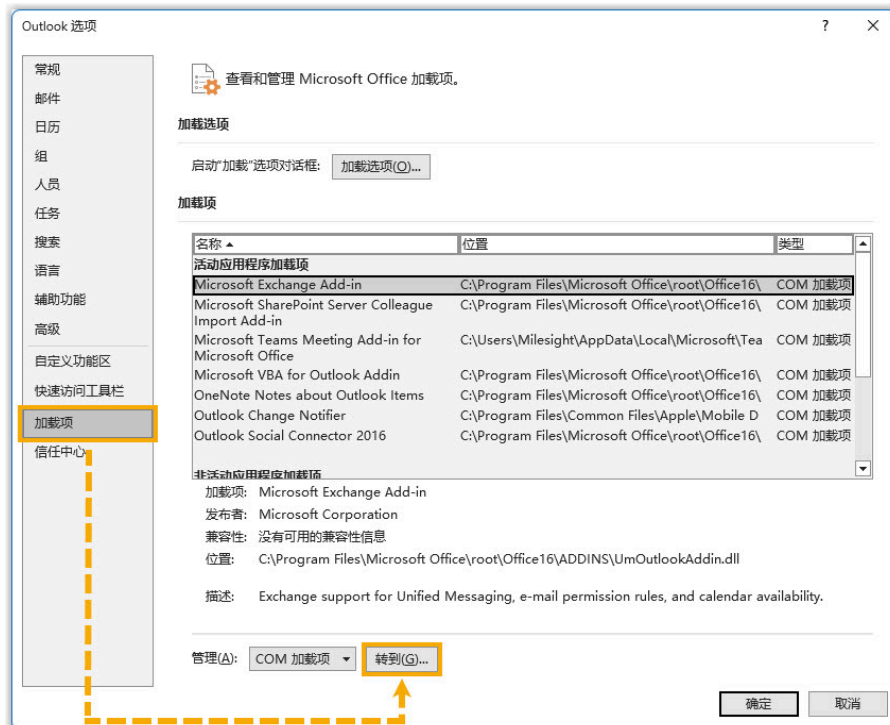 Outlook 选项
? ×
常规
邮件
日历
组
人员
任务
搜索
语言
辅助功能
高级
自定义功能区
快速访问工具栏
加载项
信任中心
查看和管理 Microsoft Office 加载项。
加载选项
启动“加载”选项对话框: 加载选项(O)...
加载项
名称 位置 类型
活动应用程序加载项
Microsoft Exchange Add-in C:\Program Files\Microsoft Office\root\Office16\ COM 加载项
Microsoft SharePoint Server Colleague C:\Program Files\Microsoft Office\root\Office16\ COM 加载项
Import Add-in
Microsoft Teams Meeting Add-in for C:\Users\Milesight\AppData\Local\Microsoft\Tea COM 加载项
Microsoft Office
Microsoft VBA for Outlook Addin C:\Program Files\Microsoft Office\root\Office16\ COM 加载项
OneNote Notes about Outlook Items C:\Program Files\Microsoft Office\root\Office16\ COM 加载项
Outlook Change Notifier C:\Program Files\Common Files\Apple\Mobile D COM 加载项
Outlook Social Connector 2016 C:\Program Files\Microsoft Office\root\Office16\ COM 加载项
非活动应用程序加载项
加载项: Microsoft Exchange Add-in
发布者: Microsoft Corporation
兼容性: 没有可用的兼容性信息
位置: C:\Program Files\Microsoft Office\root\Office16\ADDINS\UmOutlookAddin.dll
描述: Exchange support for Unified Messaging, e-mail permission rules, and calendar availability.
管理(A): COM 加载项 转到(G)...
确定 取消